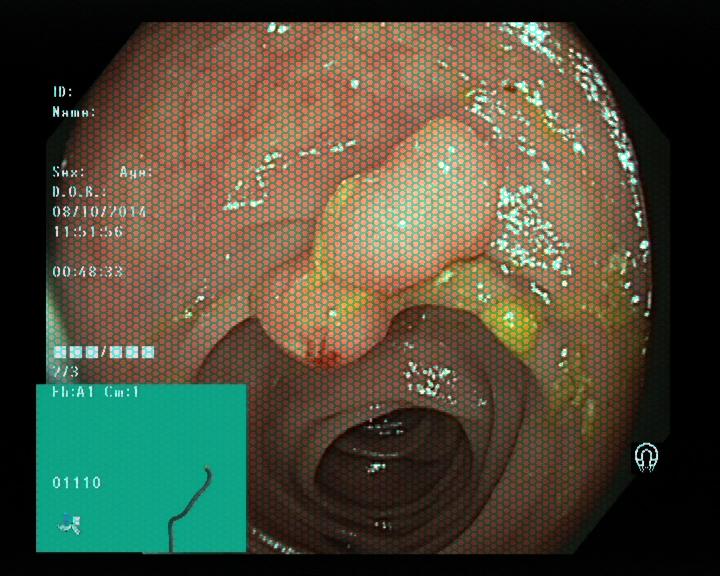 ID:
Name:
Sex: Age:
D.O.B.:
08/10/2014
11:51:56
00:48:33
■■■/■■■
2/3
Eh:A1 Cm:1
01110